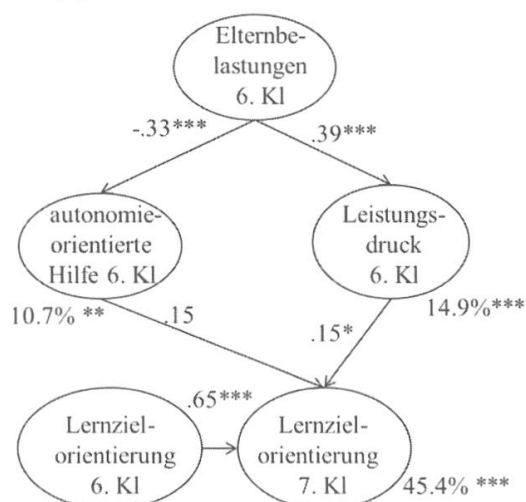 Elternbe-
lastungen
6. Kl
-.33***
.39***
autonomie-
orientierte
Hilfe 6. Kl
Leistungs-
druck
6. Kl
10.7% **
.15
.15*
14.9%***
.65***
Lernziel-
orientierung
6. Kl
Lernziel-
orientierung
7. Kl
45.4% ***